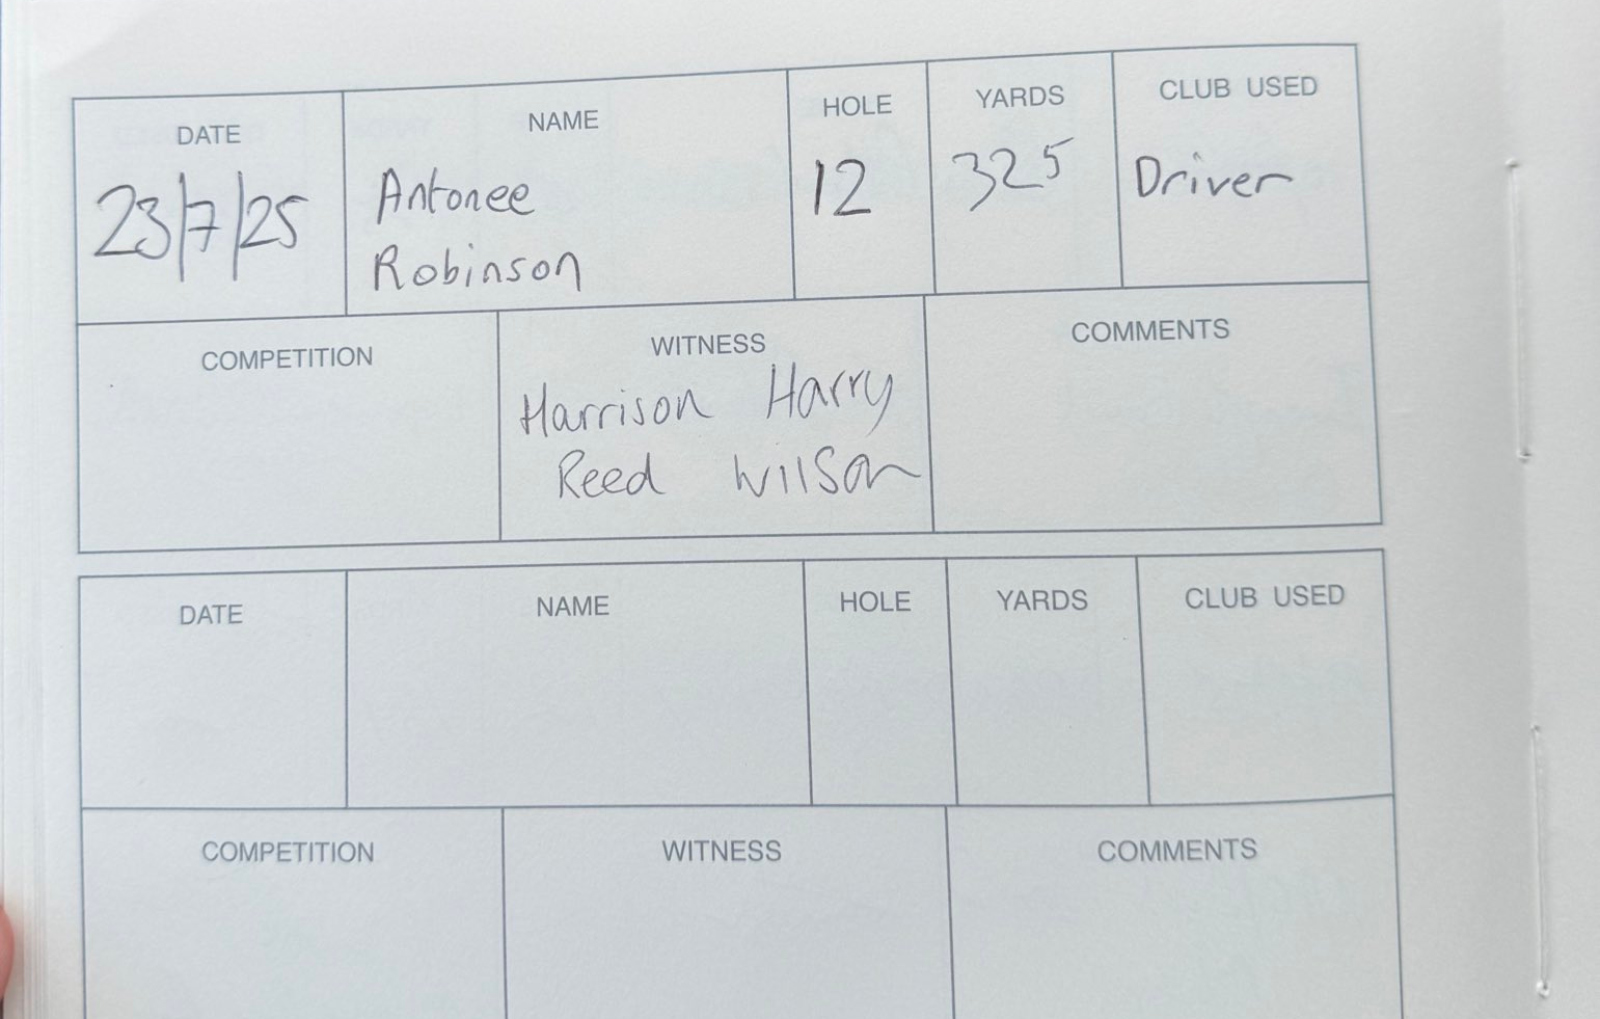 DATE NAME HOLE YARDS CLUB USED
23/7/25 Antonee 12 325 Driver
Robinson
COMPETITION WITNESS COMMENTS
Harrison Harry
Reed Wilson
DATE NAME HOLE YARDS CLUB USED
COMPETITION WITNESS COMMENTS